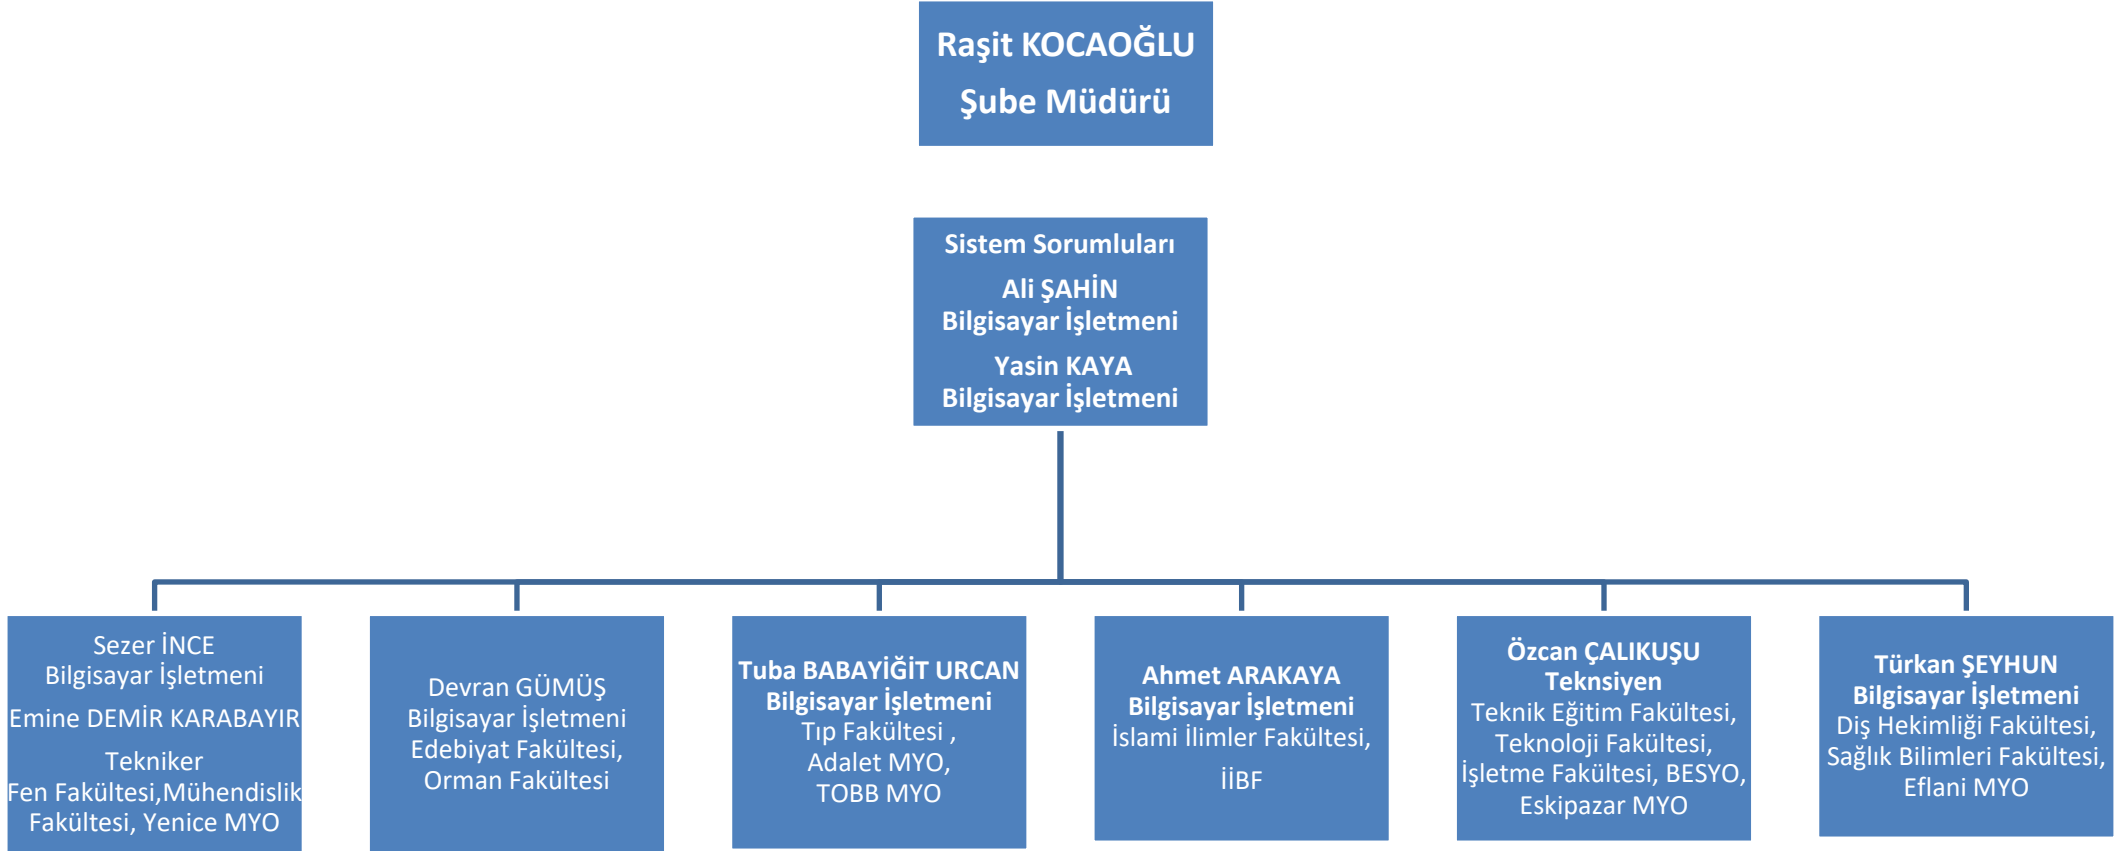 Raşit KOCAOĞLU
Şube Müdürü
Sistem Sorumluları
Ali ŞAHİN
Bilgisayar İşletmeni
Yasin KAYA
Bilgisayar İşletmeni
Sezer İNCE
Bilgisayar İşletmeni
Emine DEMİR KARABAYIR
Tekniker
Fen Fakültesi,Mühendislik
Fakültesi, Yenice MYO
Devran GÜMÜŞ
Bilgisayar İşletmeni
Edebiyat Fakültesi,
Orman Fakültesi
Tuba BABAYİĞİT URCAN
Bilgisayar İşletmeni
Tıp Fakültesi ,
Adalet MYO,
TOBB MYO
Ahmet ARAKAYA
Bilgisayar İşletmeni
İslami İlimler Fakültesi,
İİBF
Özcan ÇALIKUŞU
Teknsiyen
Teknik Eğitim Fakültesi,
Teknoloji Fakültesi,
İşletme Fakültesi, BESYO,
Eskipazar MYO
Türkan ŞEYHUN
Bilgisayar İşletmeni
Diş Hekimliği Fakültesi,
Sağlık Bilimleri Fakültesi,
Eflani MYO